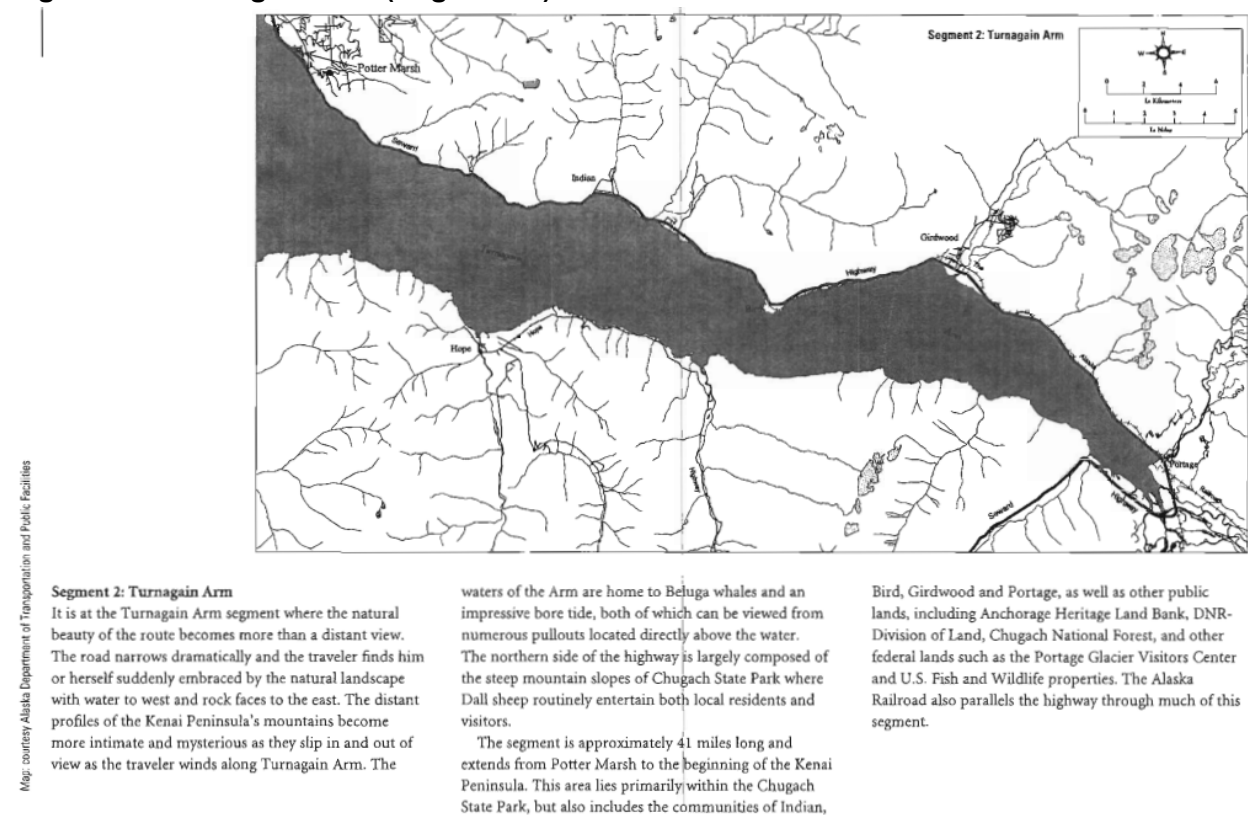 Segment 2: Turnagain Arm
N
W
E
S
In Kilometers
In Miles
Potter Marsh
Seward
Indian
Girdwood
Highway
Hope
Hope
Alaska
Portage
Railroad
Highway
Seward
Highway
Map: courtesy Alaska Department of Transportation and Public Facilities
Segment 2: Turnagain Arm
It is at the Turnagain Arm segment where the natural
beauty of the route becomes more than a distant view.
The road narrows dramatically and the traveler finds him
or herself suddenly embraced by the natural landscape
with water to west and rock faces to the east. The distant
profiles of the Kenai Peninsula's mountains become
more intimate and mysterious as they slip in and out of
view as the traveler winds along Turnagain Arm. The
waters of the Arm are home to Beluga whales and an
impressive bore tide, both of which can be viewed from
numerous pullouts located directly above the water.
The northern side of the highway is largely composed of
the steep mountain slopes of Chugach State Park where
Dall sheep routinely entertain both local residents and
visitors.
The segment is approximately 41 miles long and
extends from Potter Marsh to the beginning of the Kenai
Peninsula. This area lies primarily within the Chugach
State Park, but also includes the communities of Indian,
Bird, Girdwood and Portage, as well as other public
lands, including Anchorage Heritage Land Bank, DNR-
Division of Land, Chugach National Forest, and other
federal lands such as the Portage Glacier Visitors Center
and U.S. Fish and Wildlife properties. The Alaska
Railroad also parallels the highway through much of this
segment.